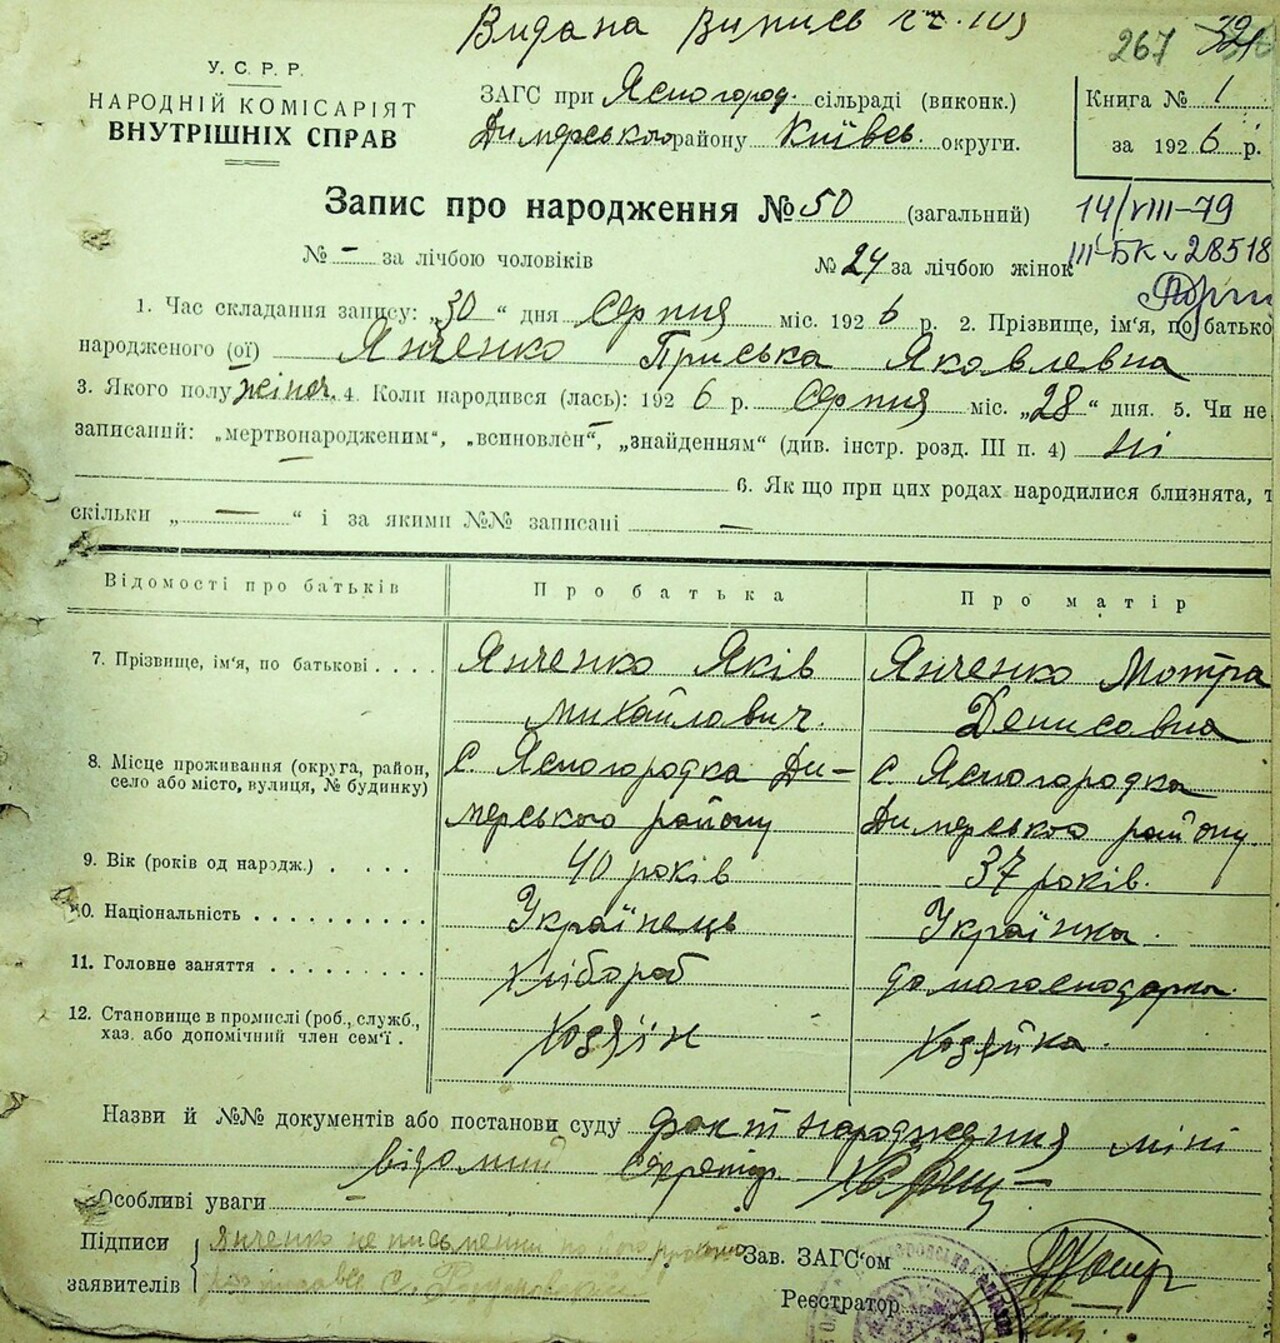 Видана Випись
267
У. С. Р. Р.
НАРОДНІЙ КОМІСАРІЯТ
ВНУТРІШНІХ СПРАВ
ЗАГС при Ясногород. сільраді (виконк.)
Димерського району Київсь. округи.
Книга № 1
за 1926 р.
Запис про народження № 50 (загальний)
14/VIII-79
№ - за лічбою чоловіків
№ 24 за лічбою жінок
III-БК № 28518
1. Час складання запису: „30“ дня Серпня міс. 1926 р. 2. Прізвище, ім'я, по батько
народженого (ої) Янченко Приська Яковлевна
3. Якого полу жіноч. 4. Коли народився (лась): 1926 р. Серпня міс. „28“ дня. 5. Чи не
записаний: „мертвонародженим“, „всиновлен“, „знайденням“ (див. інстр. розд. III п. 4) ні
6. Як що при цих родах народилися близнята, т
скільки „ — “ і за якими №№ записані —
Відомості про батьків
Про батька
Про матір
7. Прізвище, ім'я, по батькові . . . .
Янченко Яків
Михайлович.
Янченко Мотра
Денисовна
8. Місце проживання (округа, район,
село або місто, вулиця, № будинку)
с. Ясногородка Ди-
мерського району
с Ясногородка
Димерського району.
9. Вік (років од народж.) . . . .
40 років
37 років.
10. Національність . . . . . . . . . .
Українець
Українка.
11. Головне заняття . . . . . . . . .
Хлібороб
домогосподарка.
12. Становище в промислі (роб., служб.,
хаз. або допомічний член сем'ї .
Хозяїн
Хозяйка.
Назви й №№ документів або постанови суду факт народження міні
відомий Секретар.
Особливі уваги —
Підписи
заявителів
Янченко не письменни по його
Зав. ЗАГС'ом
Реєстратор